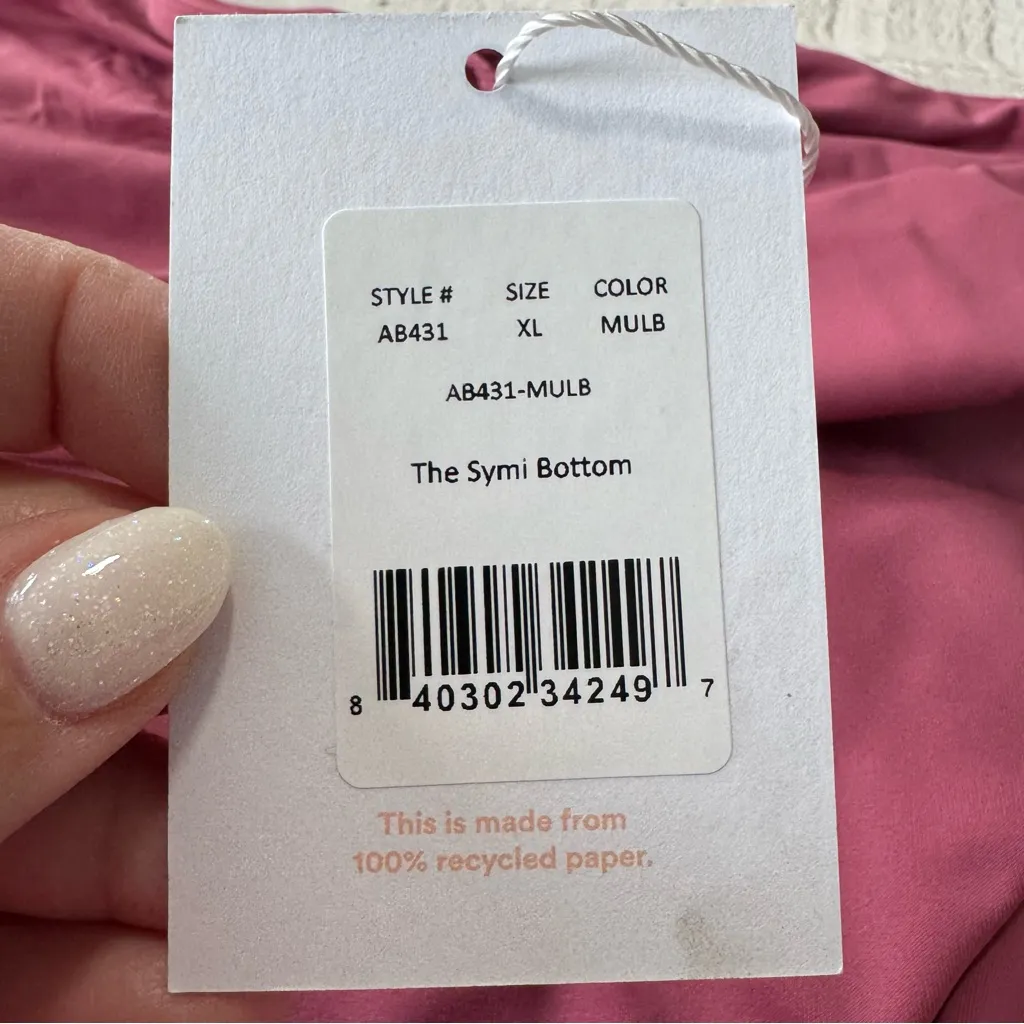 STYLE # SIZE COLOR
AB431 XL MULB
AB431-MULB
The Symi Bottom
8 40302 34249 7
This is made from
100% recycled paper.